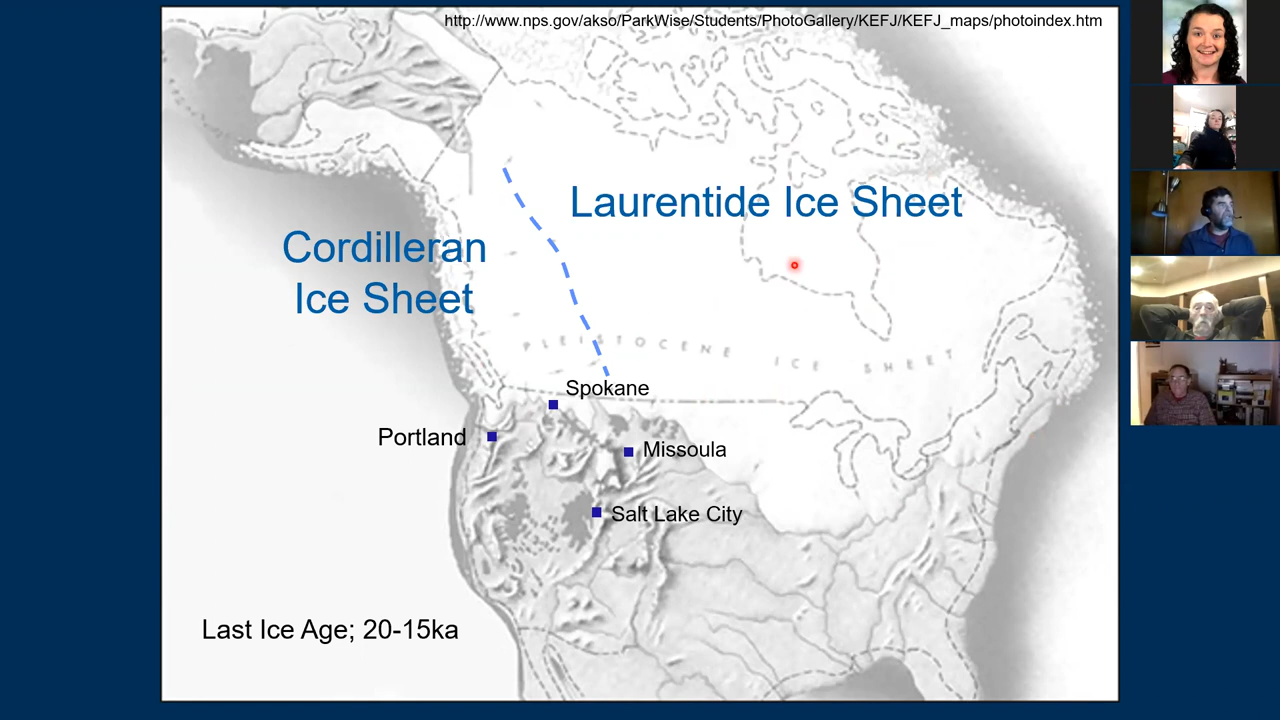 http://www.nps.gov/akso/ParkWise/Students/PhotoGallery/KEFJ/KEFJ_maps/photoindex.htm
Laurentide Ice Sheet
Cordilleran
Ice Sheet
PLEISTOCENE ICE SHEET
Spokane
Portland
Missoula
Salt Lake City
Last Ice Age; 20-15ka